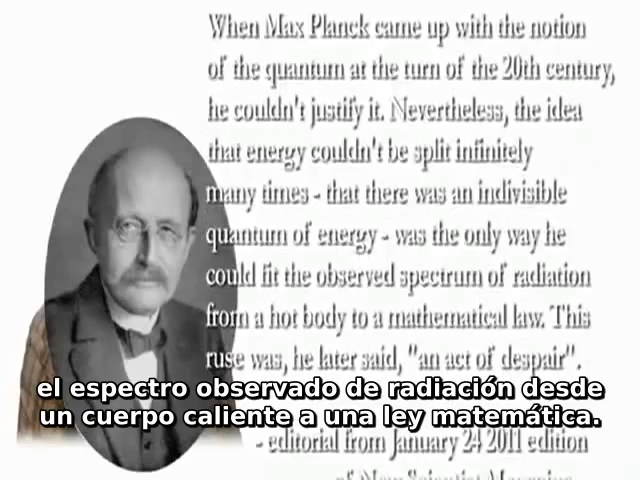 When Max Planck came up with the notion
of the quantum at the turn of the 20th century,
he couldn't justify it. Nevertheless, the idea
that energy couldn't be split infinitely
many times - that there was an indivisible
quantum of energy - was the only way he
could fit the observed spectrum of radiation
from a hot body to a mathematical law. This
ruse was, he later said, "an act of despair".
el espectro observado de radiación desde
un cuerpo caliente a una ley matemática.
- editorial from January 24 2011 edition
of New Scientist